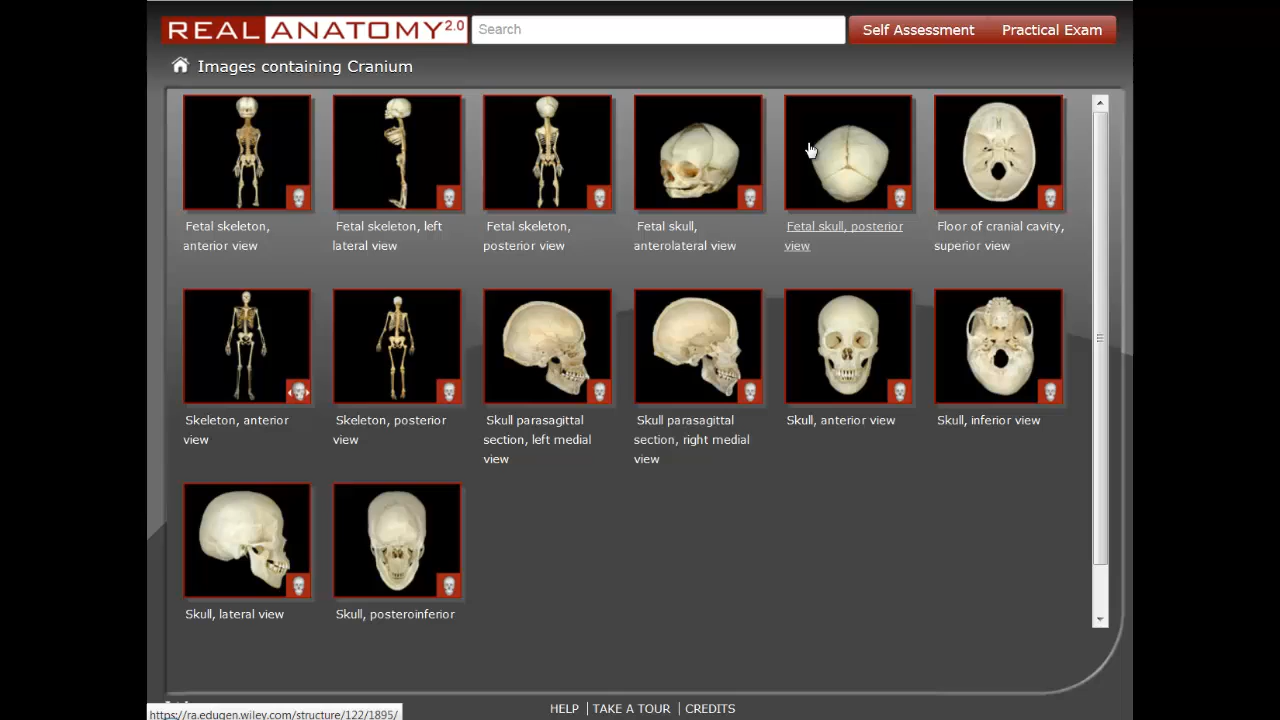 REAL ANATOMY 2.0
Search
Self Assessment
Practical Exam
Images containing Cranium
Fetal skeleton,
anterior view
Fetal skeleton, left
lateral view
Fetal skeleton,
posterior view
Fetal skull,
anterolateral view
Fetal skull, posterior
view
Floor of cranial cavity,
superior view
Skeleton, anterior
view
Skeleton, posterior
view
Skull parasagittal
section, left medial
view
Skull parasagittal
section, right medial
view
Skull, anterior view
Skull, inferior view
Skull, lateral view
Skull, posteroinferior
HELP | TAKE A TOUR | CREDITS
https://ra.edugen.wiley.com/structure/122/1895/